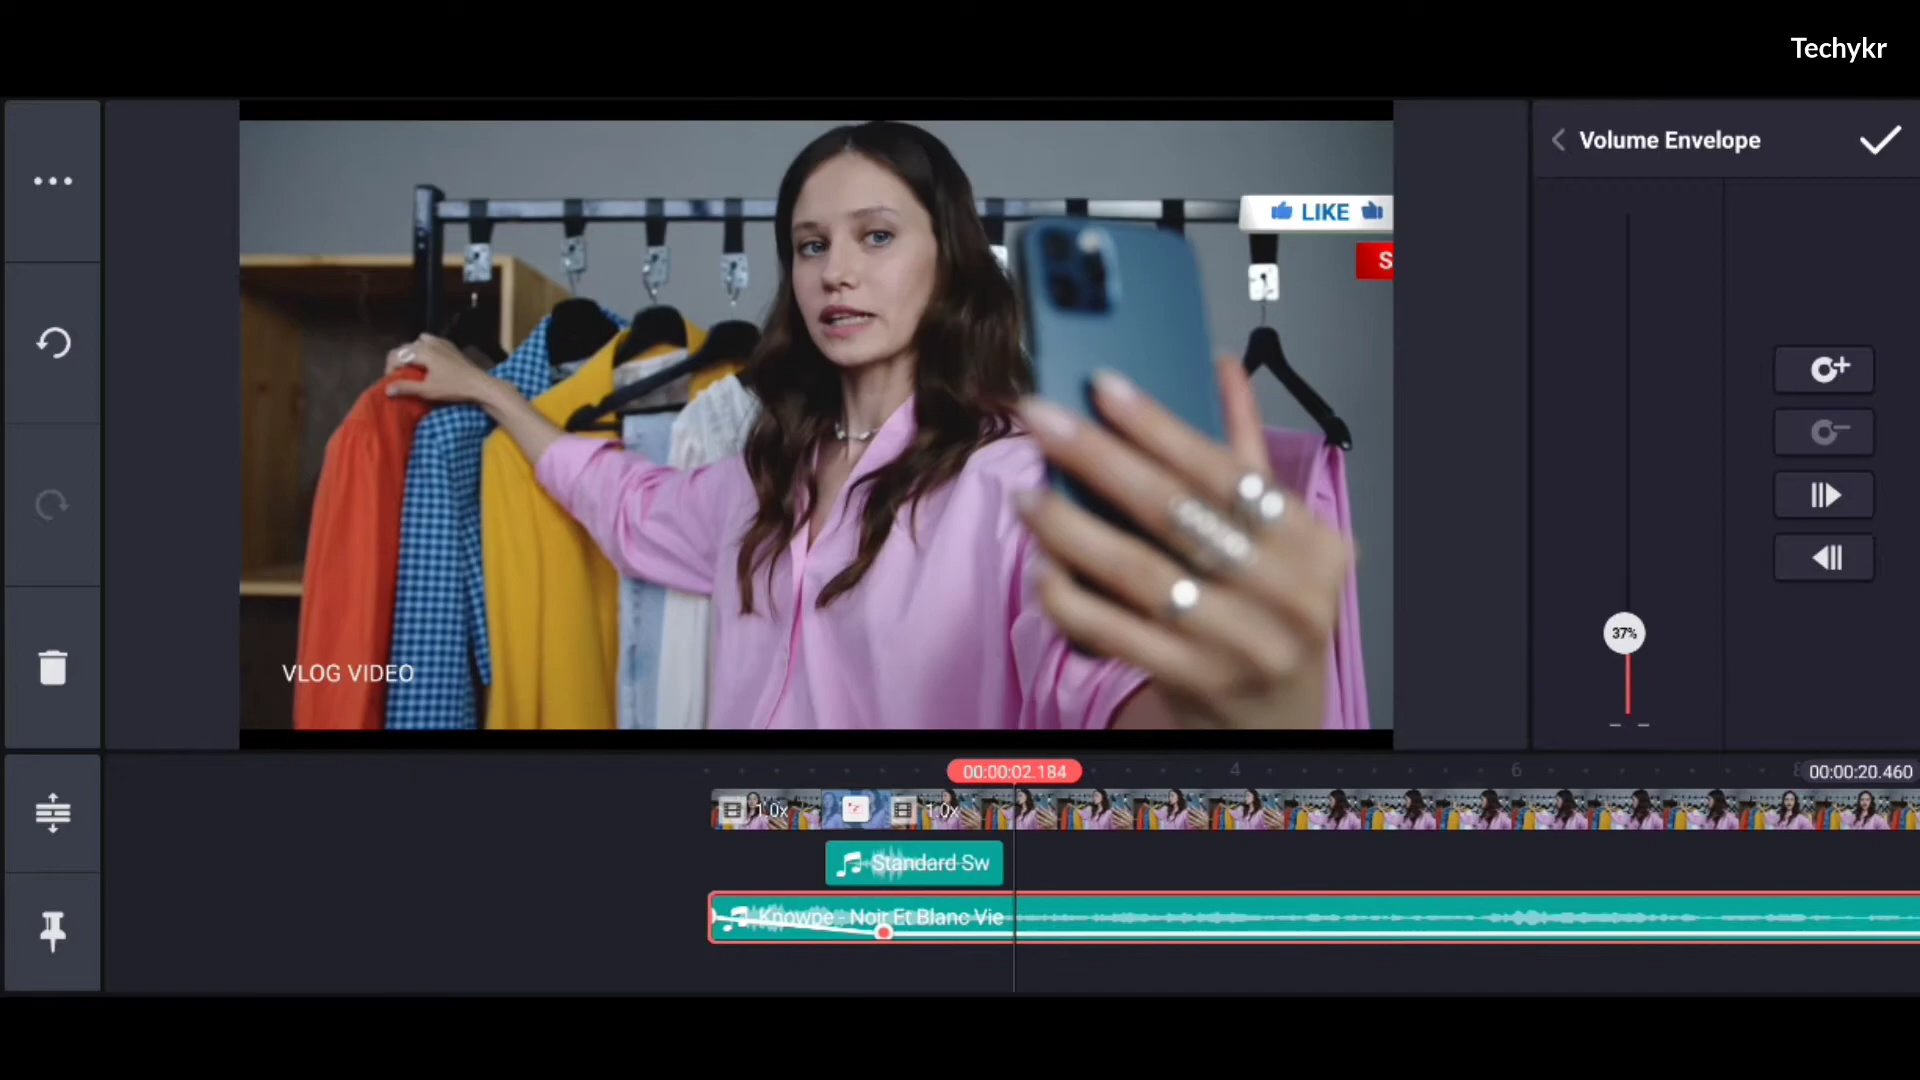 Techykr
Volume Envelope
LIKE
S
37%
VLOG VIDEO
00:00:02.184
4
6
8
00:00:20.460
1.0x
1.0x
Standard Sw
Knowpe - Noir Et Blanc Vie